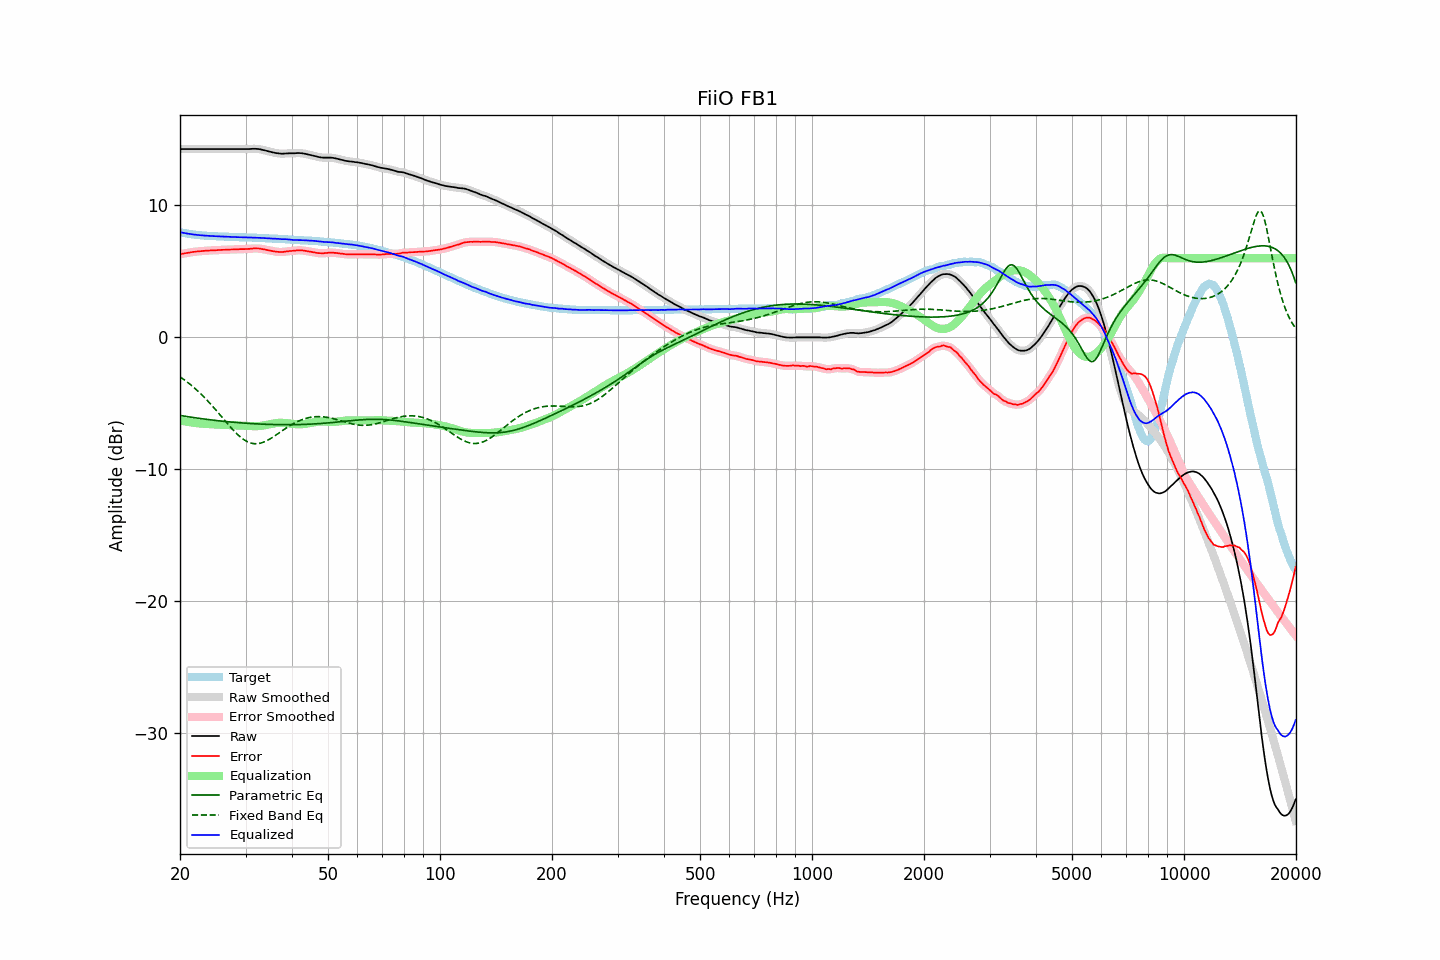 FiiO FB1
Amplitude (dBr)
10
0
−10
−20
−30
Target
Raw Smoothed
Error Smoothed
Raw
Error
Equalization
Parametric Eq
Fixed Band Eq
Equalized
20 50 100 200 500 1000 2000 5000 10000 20000
Frequency (Hz)